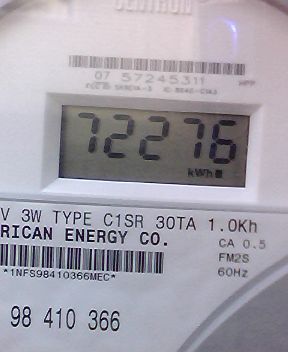 CENTRON
07 57245311
72276
kWh
V 3W TYPE C1SR 30TA 1.0Kh
RICAN ENERGY CO.
CA 0.5
FM2S
*1NFS98410366MEC*
60Hz
98 410 366